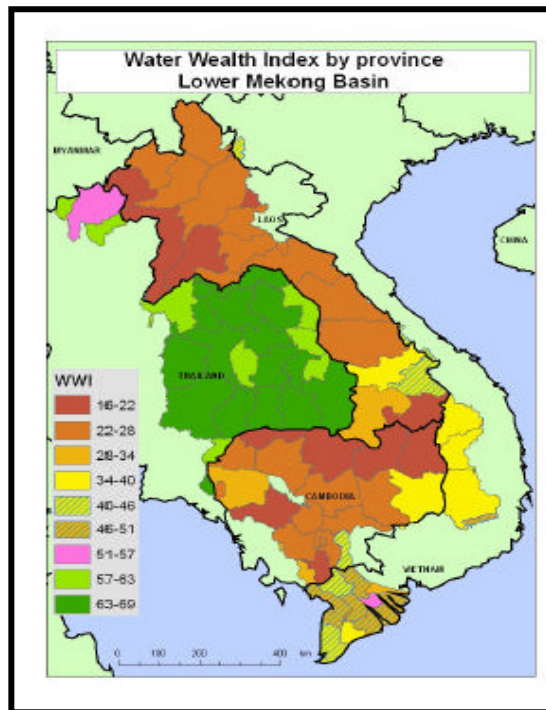 Water Wealth Index by province
Lower Mekong Basin
MYANMAR
LAOS
CHINA
THAILAND
CAMBODIA
VIETNAM
WWI
16-22
22-28
28-34
34-40
40-46
46-51
51-57
57-63
63-69
0 100 200 400 km